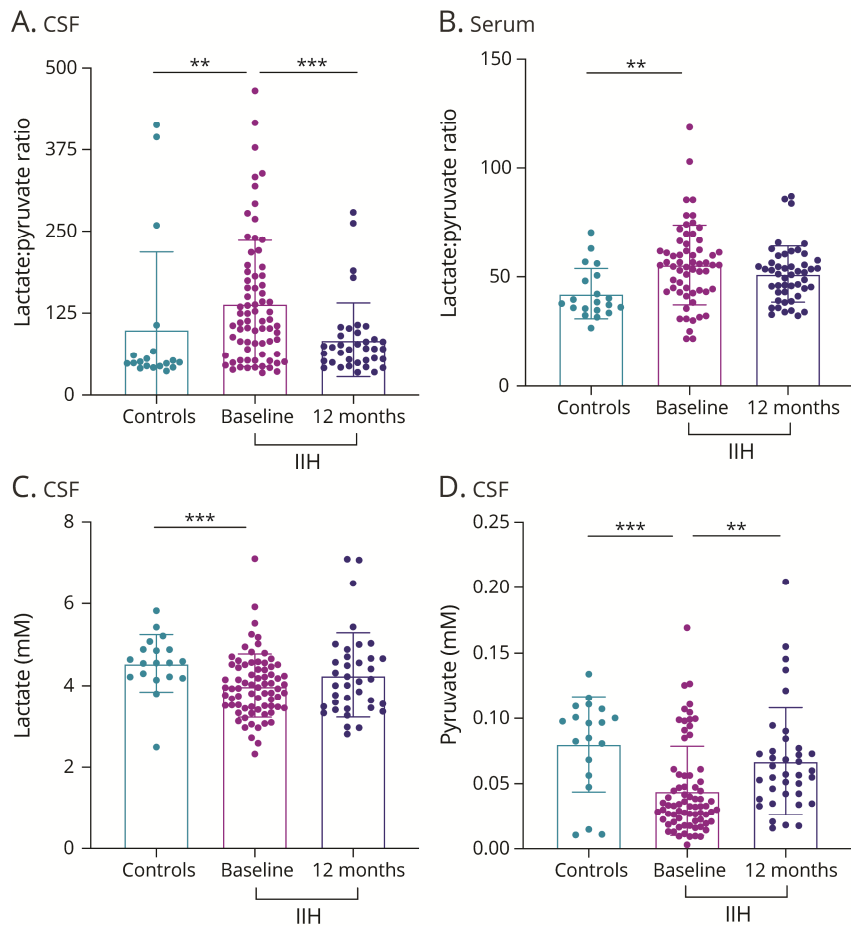 A. CSF
**
***
Lactate:pyruvate ratio
500
375
250
125
0
Controls
Baseline
12 months
IIH
B. Serum
**
Lactate:pyruvate ratio
150
100
50
0
Controls
Baseline
12 months
IIH
C. CSF
***
Lactate (mM)
8
6
4
2
0
Controls
Baseline
12 months
IIH
D. CSF
***
**
Pyruvate (mM)
0.25
0.20
0.15
0.10
0.05
0.00
Controls
Baseline
12 months
IIH